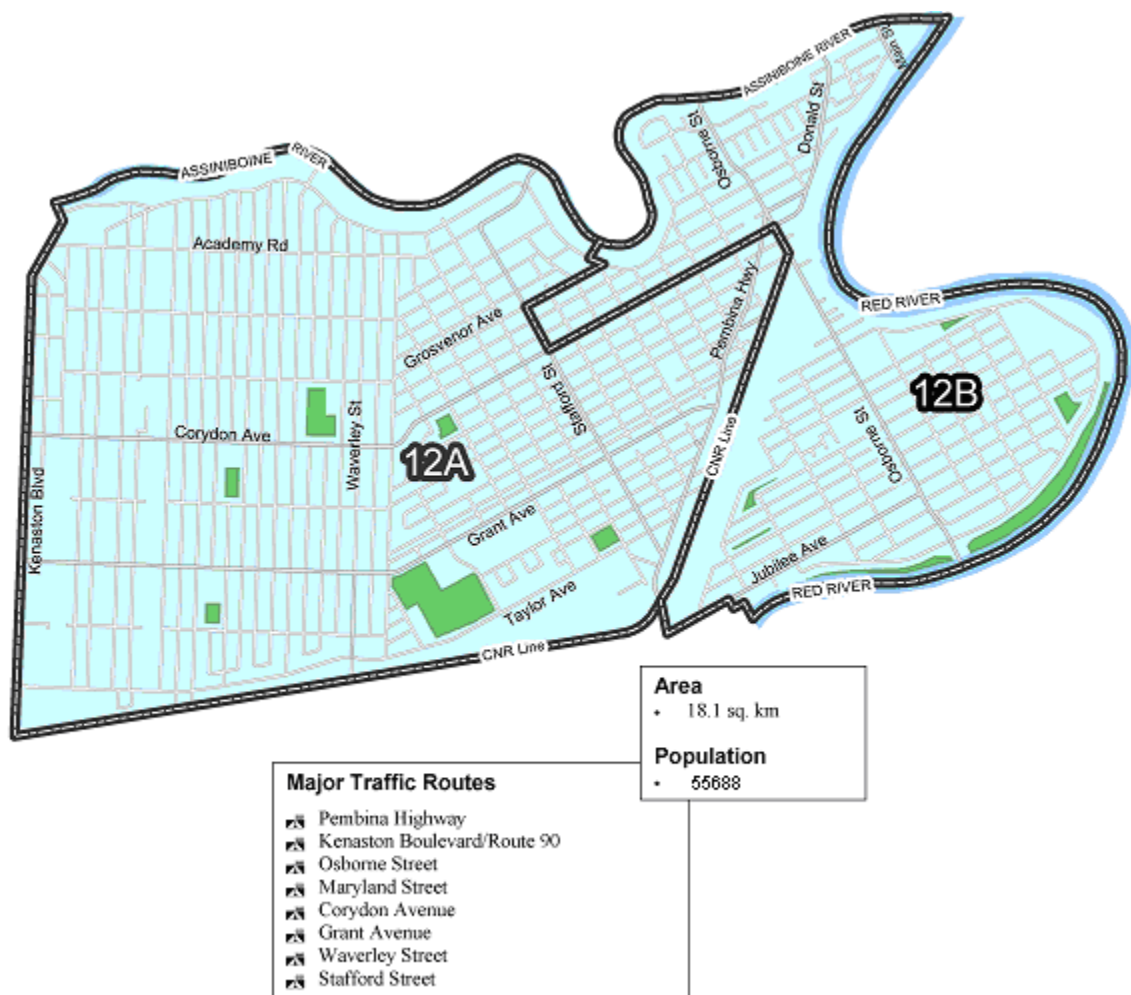 Main St
ASSINIBOINE RIVER
Donald St
Osborne St
ASSINIBOINE RIVER
Academy Rd
Pembina Hwy
RED RIVER
Grosvenor Ave
Stafford St
12B
Waverley St
Corydon Ave
12A
CNR Line
Osborne St
Kenaston Blvd
Grant Ave
Jubilee Ave
Taylor Ave
RED RIVER
CNR Line
Area
• 18.1 sq. km
Population
• 55688
Major Traffic Routes
Pembina Highway
Kenaston Boulevard/Route 90
Osborne Street
Maryland Street
Corydon Avenue
Grant Avenue
Waverley Street
Stafford Street